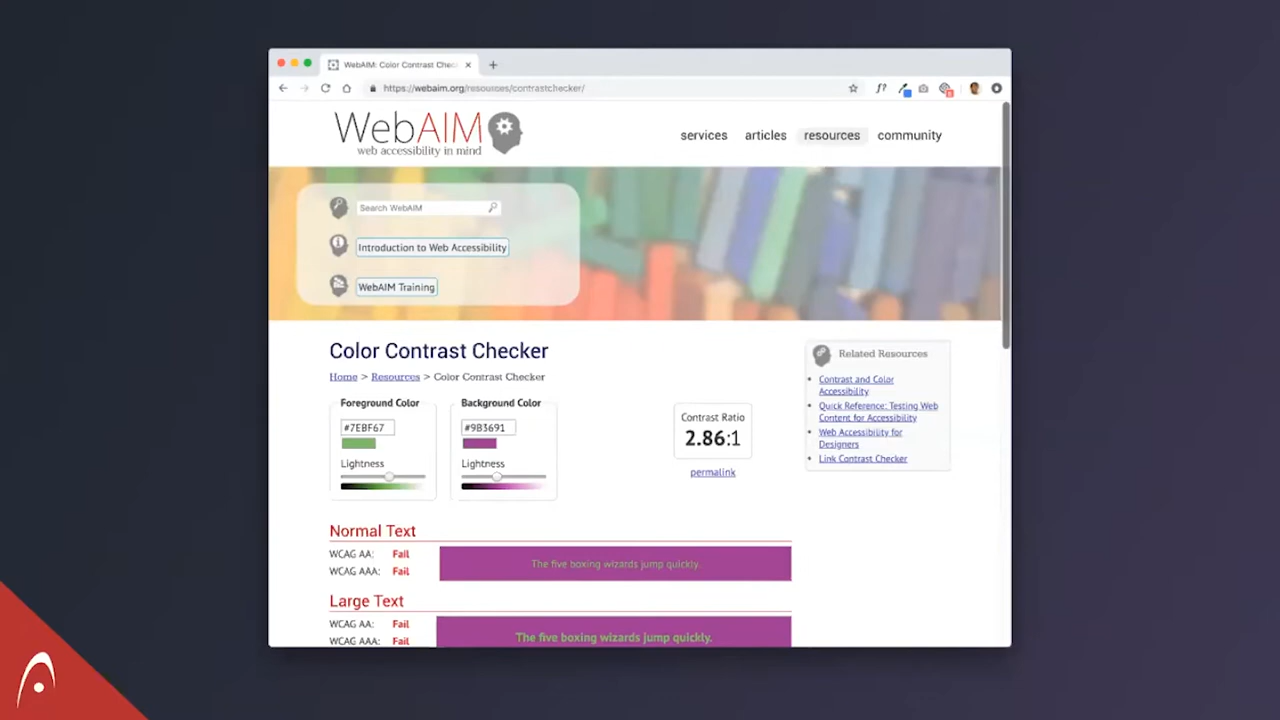 WebAIM: Color Contrast Chec
https://webaim.org/resources/contrastchecker/
f?
WebAIM
web accessibility in mind
services articles resources community
Search WebAIM
Introduction to Web Accessibility
WebAIM Training
Color Contrast Checker
Home > Resources > Color Contrast Checker
Foreground Color
#7EBF67
Lightness
Background Color
#9B3691
Lightness
Contrast Ratio
2.86:1
permalink
Related Resources
Contrast and Color
Accessibility
Quick Reference: Testing Web
Content for Accessibility
Web Accessibility for
Designers
Link Contrast Checker
Normal Text
WCAG AA: Fail
WCAG AAA: Fail
The five boxing wizards jump quickly.
Large Text
WCAG AA: Fail
WCAG AAA: Fail
The five boxing wizards jump quickly.